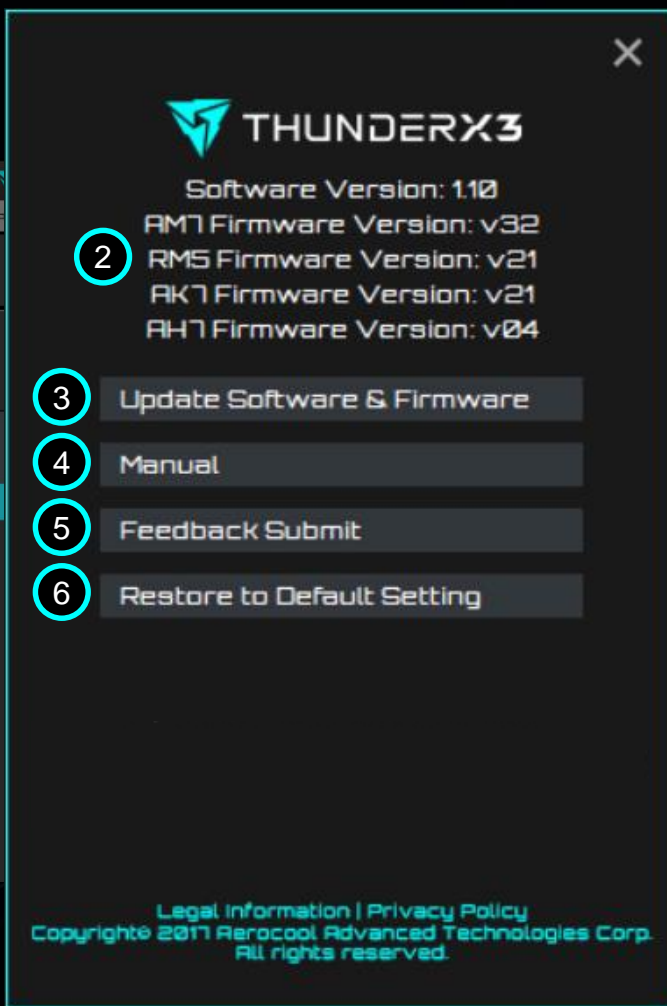 THUNDERX3
Software Version: 1.10
AM7 Firmware Version: v32
2
RM5 Firmware Version: v21
AK7 Firmware Version: v21
AH7 Firmware Version: v04
3
Update Software & Firmware
4
Manual
5
Feedback Submit
6
Restore to Default Setting
Legal Information | Privacy Policy
Copyright© 2017 Aerocool Advanced Technologies Corp.
All rights reserved.